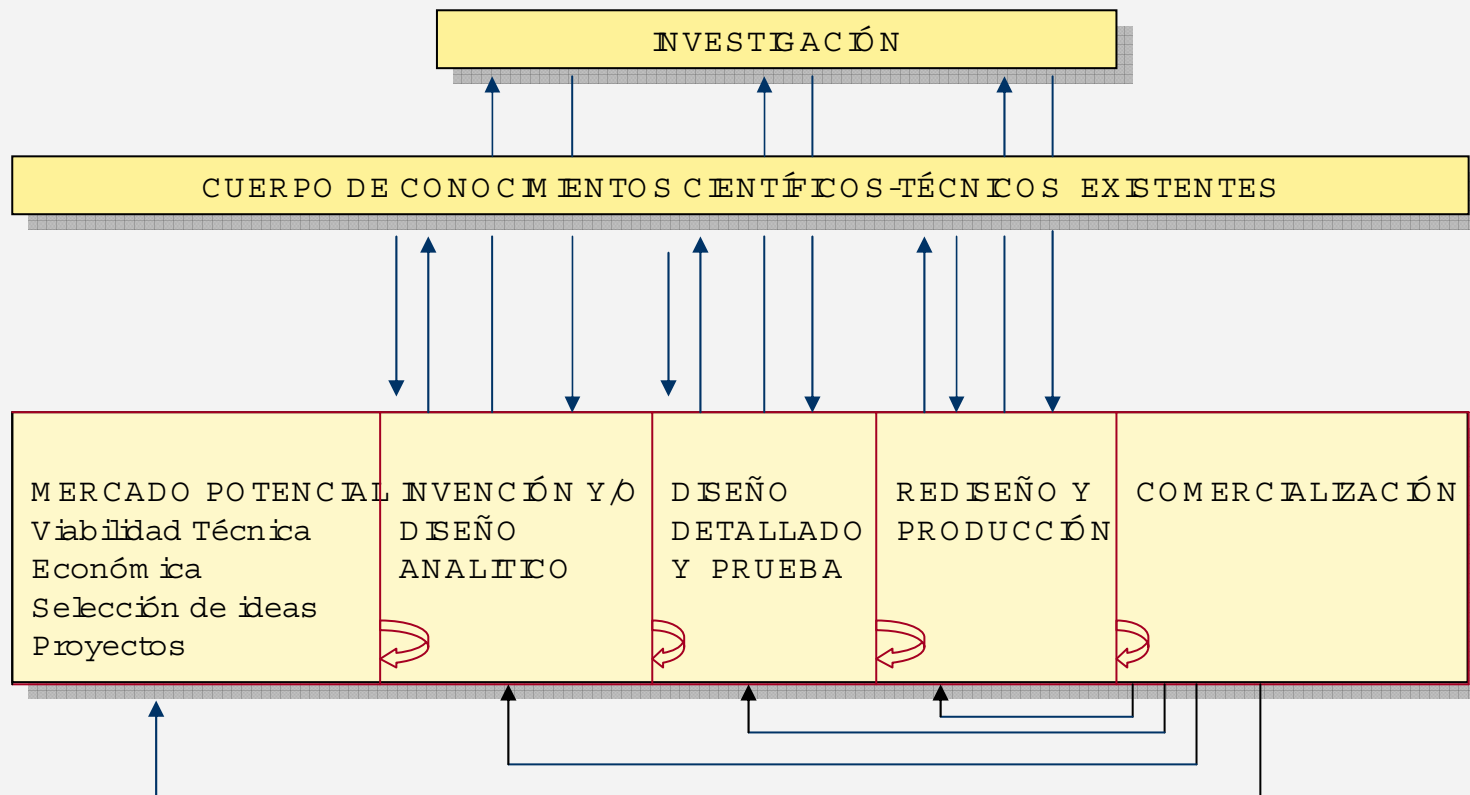 INVESTIGACIÓN
CUERPO DE CONOCIMIENTOS CIENTÍFICOS-TÉCNICOS EXISTENTES
MERCADO POTENCIAL
Viabilidad Técnica
Económica
Selección de ideas
Proyectos
INVENCIÓN Y/O
DISEÑO
ANALITICO
DISEÑO
DETALLADO
Y PRUEBA
REDISEÑO Y
PRODUCCIÓN
COMERCIALIZACIÓN